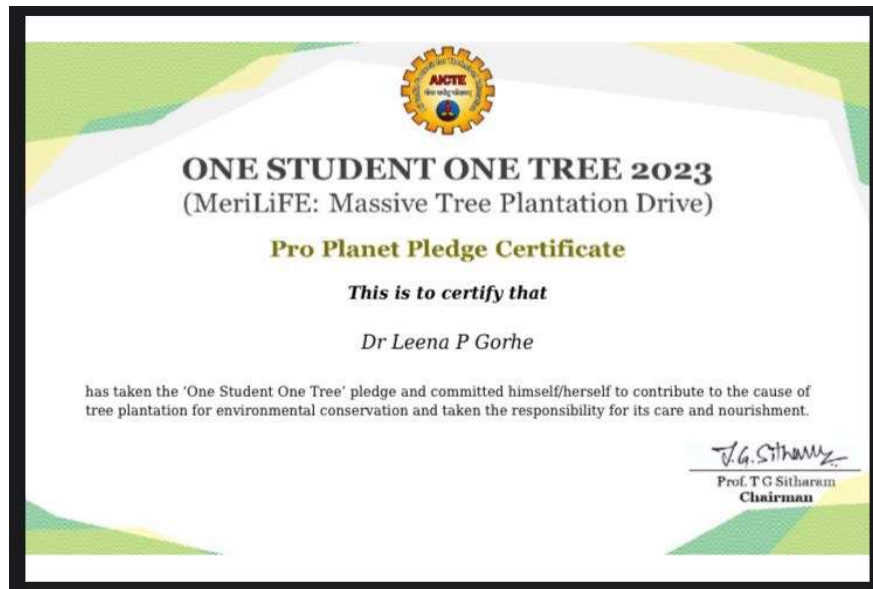 AICTE
ONE STUDENT ONE TREE 2023
(MeriLiFE: Massive Tree Plantation Drive)
Pro Planet Pledge Certificate
This is to certify that
Dr Leena P Gorhe
has taken the 'One Student One Tree' pledge and committed himself/herself to contribute to the cause of
tree plantation for environmental conservation and taken the responsibility for its care and nourishment.
Prof. T G Sitharam
Chairman